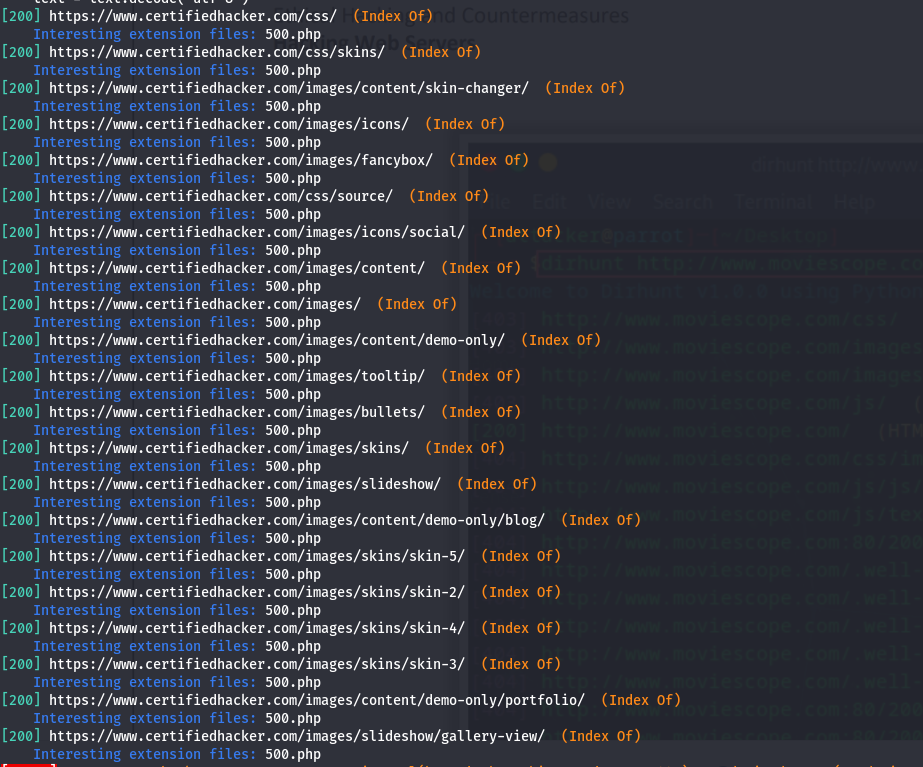 [200] https://www.certifiedhacker.com/css/ (Index Of)
Interesting extension files: 500.php
[200] https://www.certifiedhacker.com/css/skins/ (Index Of)
Interesting extension files: 500.php
[200] https://www.certifiedhacker.com/images/content/skin-changer/ (Index Of)
Interesting extension files: 500.php
[200] https://www.certifiedhacker.com/images/icons/ (Index Of)
Interesting extension files: 500.php
[200] https://www.certifiedhacker.com/images/fancybox/ (Index Of)
Interesting extension files: 500.php
[200] https://www.certifiedhacker.com/css/source/ (Index Of)
Interesting extension files: 500.php
[200] https://www.certifiedhacker.com/images/icons/social/ (Index Of)
Interesting extension files: 500.php
[200] https://www.certifiedhacker.com/images/content/ (Index Of)
Interesting extension files: 500.php
[200] https://www.certifiedhacker.com/images/ (Index Of)
Interesting extension files: 500.php
[200] https://www.certifiedhacker.com/images/content/demo-only/ (Index Of)
Interesting extension files: 500.php
[200] https://www.certifiedhacker.com/images/tooltip/ (Index Of)
Interesting extension files: 500.php
[200] https://www.certifiedhacker.com/images/bullets/ (Index Of)
Interesting extension files: 500.php
[200] https://www.certifiedhacker.com/images/skins/ (Index Of)
Interesting extension files: 500.php
[200] https://www.certifiedhacker.com/images/slideshow/ (Index Of)
Interesting extension files: 500.php
[200] https://www.certifiedhacker.com/images/content/demo-only/blog/ (Index Of)
Interesting extension files: 500.php
[200] https://www.certifiedhacker.com/images/skins/skin-5/ (Index Of)
Interesting extension files: 500.php
[200] https://www.certifiedhacker.com/images/skins/skin-2/ (Index Of)
Interesting extension files: 500.php
[200] https://www.certifiedhacker.com/images/skins/skin-4/ (Index Of)
Interesting extension files: 500.php
[200] https://www.certifiedhacker.com/images/skins/skin-3/ (Index Of)
Interesting extension files: 500.php
[200] https://www.certifiedhacker.com/images/content/demo-only/portfolio/ (Index Of)
Interesting extension files: 500.php
[200] https://www.certifiedhacker.com/images/slideshow/gallery-view/ (Index Of)
Interesting extension files: 500.php